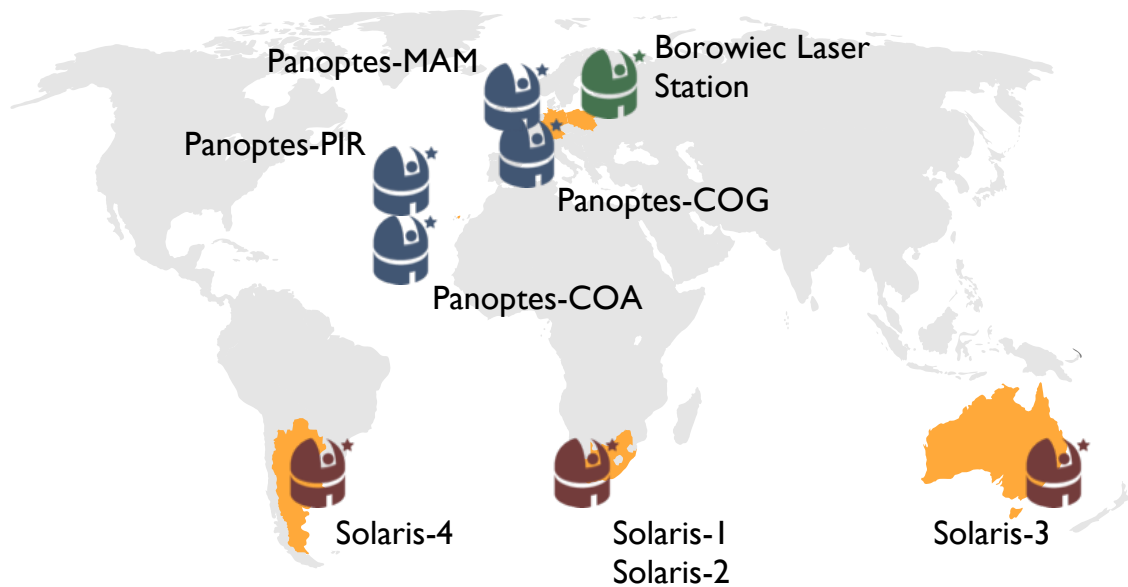 Panoptes-MAM
Borowiec Laser
Station
Panoptes-PIR
Panoptes-COG
Panoptes-COA
Solaris-4
Solaris-1
Solaris-2
Solaris-3